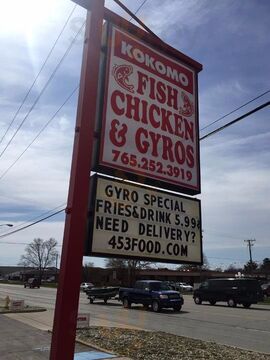 KOKOMO
FISH,
CHICKEN
& GYROS
765.252.3919
GYRO SPECIAL
FRIES&DRINK 5.99&
NEED DELIVERY?
453FOOD.COM